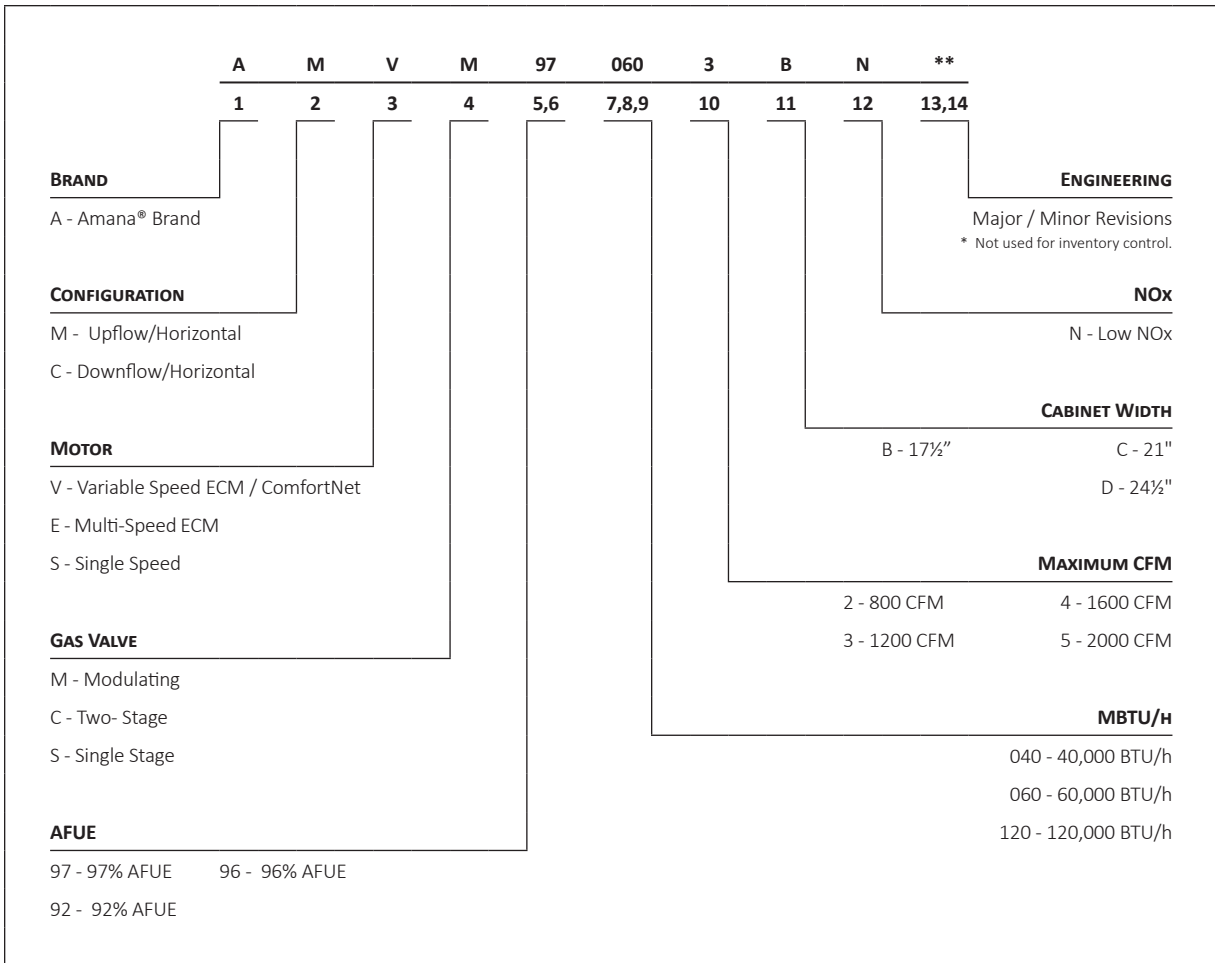 A M V M 97 060 3 B N **
1 2 3 4 5,6 7,8,9 10 11 12 13,14
BRAND
A - Amana® Brand
CONFIGURATION
M - Upflow/Horizontal
C - Downflow/Horizontal
MOTOR
V - Variable Speed ECM / ComfortNet
E - Multi-Speed ECM
S - Single Speed
GAS VALVE
M - Modulating
C - Two- Stage
S - Single Stage
AFUE
97 - 97% AFUE 96 - 96% AFUE
92 - 92% AFUE
ENGINEERING
Major / Minor Revisions
* Not used for inventory control.
NOx
N - Low NOx
CABINET WIDTH
B - 17½” C - 21"
D - 24½"
MAXIMUM CFM
2 - 800 CFM 4 - 1600 CFM
3 - 1200 CFM 5 - 2000 CFM
MBTU/H
040 - 40,000 BTU/h
060 - 60,000 BTU/h
120 - 120,000 BTU/h